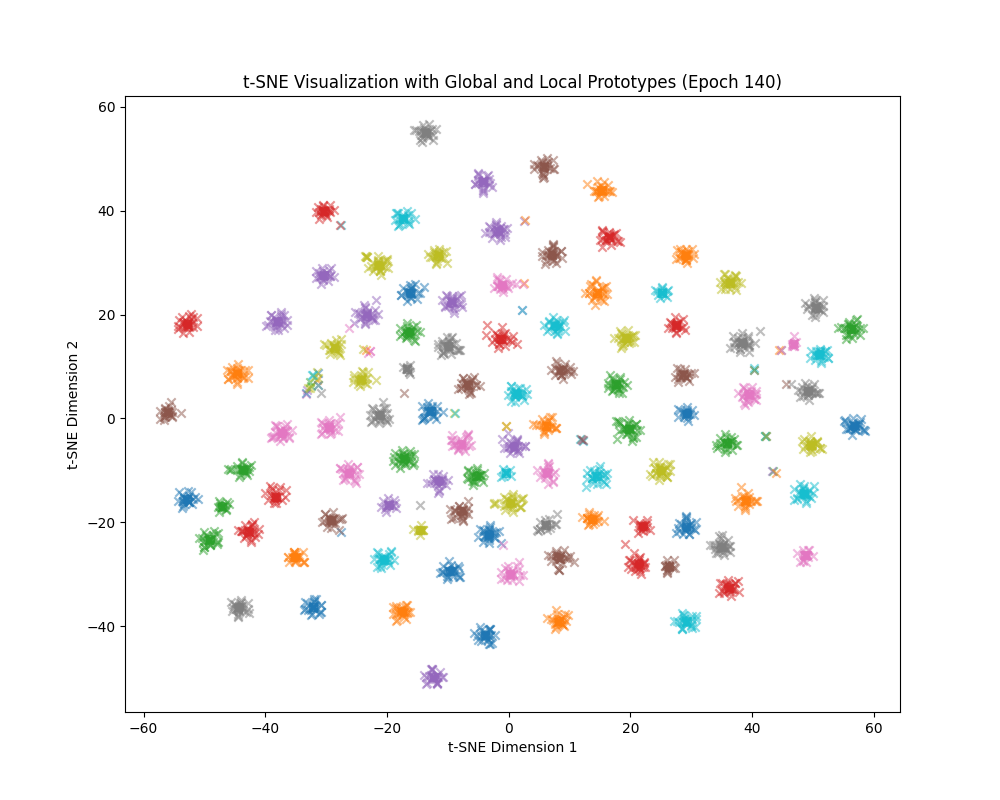 t-SNE Visualization with Global and Local Prototypes (Epoch 140)
60
40
20
0
−20
−40
t-SNE Dimension 2
−60 −40 −20 0 20 40 60
t-SNE Dimension 1